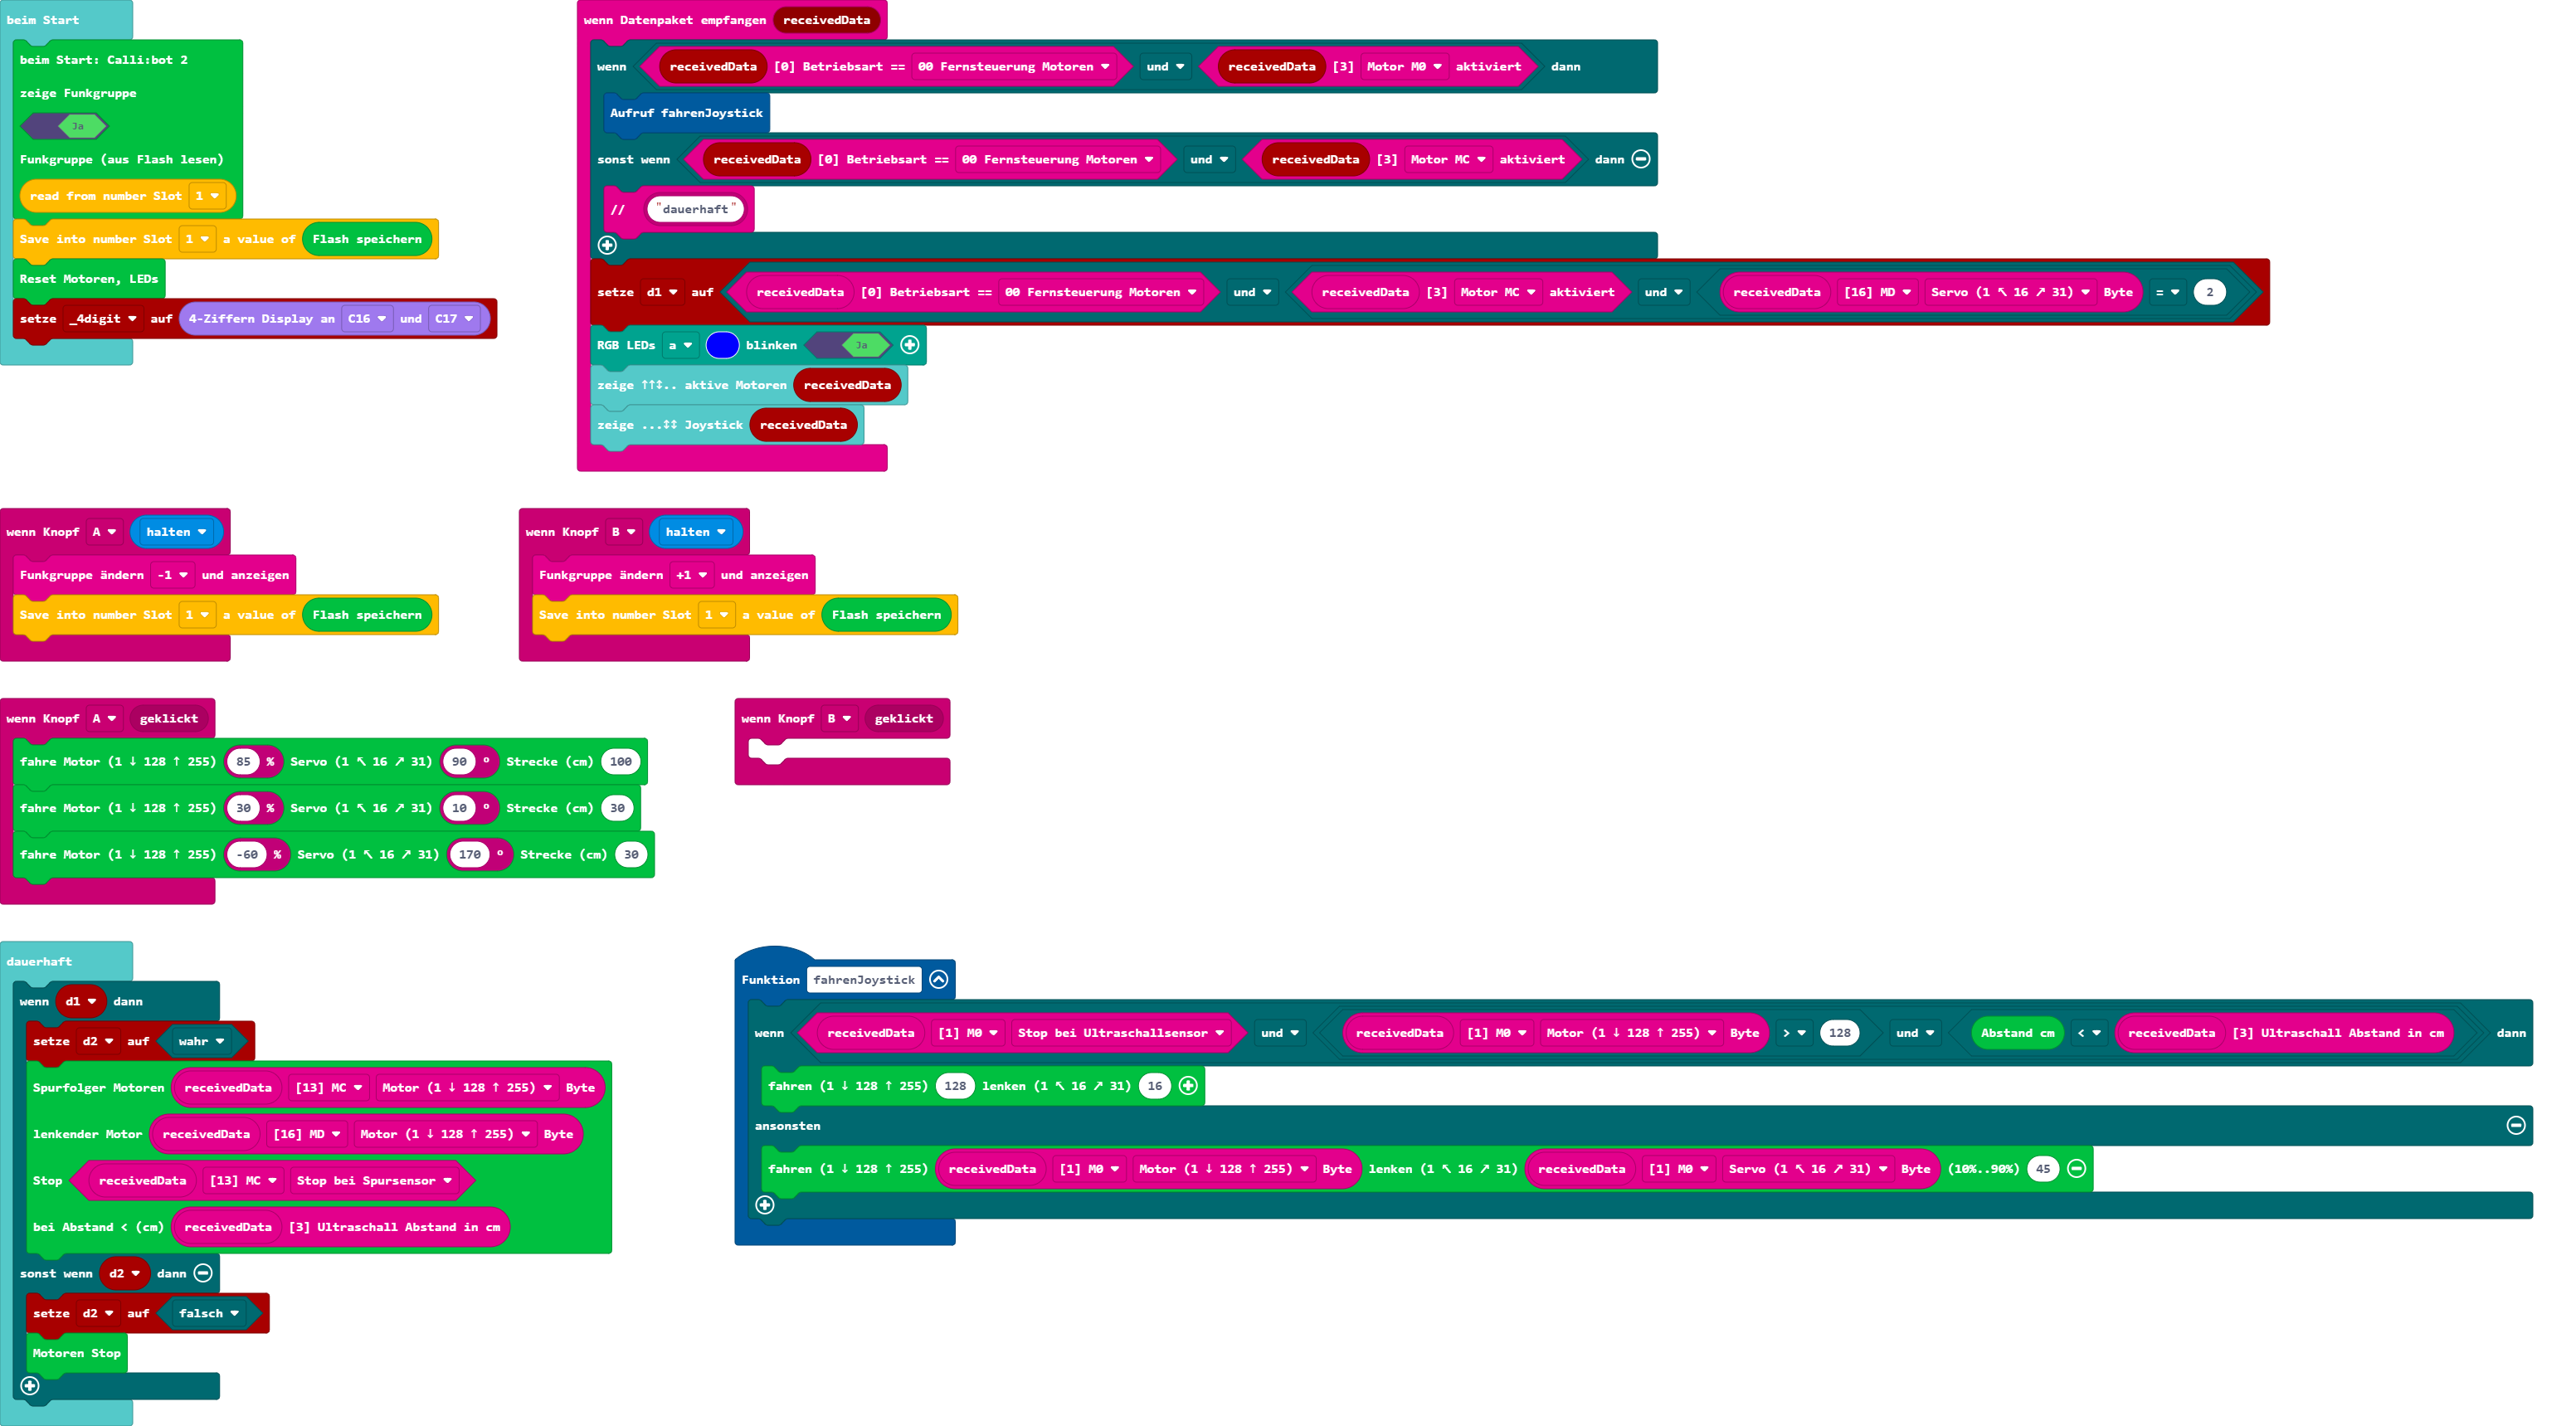 beim Start
beim Start: Calli:bot 2
zeige Funkgruppe
Ja
Funkgruppe (aus Flash lesen)
read from number Slot 1
Save into number Slot 1 a value of Flash speichern
Reset Motoren, LEDs
setze _4digit auf 4-Ziffern Display an C16 und C17
wenn Datenpaket empfangen receivedData
wenn receivedData [0] Betriebsart == 00 Fernsteuerung Motoren und receivedData [3] Motor M0 aktiviert dann
Aufruf fahrenJoystick
sonst wenn receivedData [0] Betriebsart == 00 Fernsteuerung Motoren und receivedData [3] Motor MC aktiviert dann
// "dauerhaft"
setze d1 auf receivedData [0] Betriebsart == 00 Fernsteuerung Motoren und receivedData [3] Motor MC aktiviert und receivedData [16] MD Servo (1 ↖ 16 ↗ 31) Byte = 2
RGB LEDs a blinken Ja
zeige ↑↑↕.. aktive Motoren receivedData
zeige ...↕↕ Joystick receivedData
wenn Knopf A halten
Funkgruppe ändern -1 und anzeigen
Save into number Slot 1 a value of Flash speichern
wenn Knopf B halten
Funkgruppe ändern +1 und anzeigen
Save into number Slot 1 a value of Flash speichern
wenn Knopf A geklickt
fahre Motor (1 ↓ 128 ↑ 255) 85 % Servo (1 ↖ 16 ↗ 31) 90 ° Strecke (cm) 100
fahre Motor (1 ↓ 128 ↑ 255) 30 % Servo (1 ↖ 16 ↗ 31) 10 ° Strecke (cm) 30
fahre Motor (1 ↓ 128 ↑ 255) -60 % Servo (1 ↖ 16 ↗ 31) 170 ° Strecke (cm) 30
wenn Knopf B geklickt
dauerhaft
wenn d1 dann
setze d2 auf wahr
Spurfolger Motoren receivedData [13] MC Motor (1 ↓ 128 ↑ 255) Byte
lenkender Motor receivedData [16] MD Motor (1 ↓ 128 ↑ 255) Byte
Stop receivedData [13] MC Stop bei Spursensor
bei Abstand < (cm) receivedData [3] Ultraschall Abstand in cm
sonst wenn d2 dann
setze d2 auf falsch
Motoren Stop
Funktion fahrenJoystick
wenn receivedData [1] M0 Stop bei Ultraschallsensor und receivedData [1] M0 Motor (1 ↓ 128 ↑ 255) Byte > 128 und Abstand cm < receivedData [3] Ultraschall Abstand in cm dann
fahren (1 ↓ 128 ↑ 255) 128 lenken (1 ↖ 16 ↗ 31) 16
ansonsten
fahren (1 ↓ 128 ↑ 255) receivedData [1] M0 Motor (1 ↓ 128 ↑ 255) Byte lenken (1 ↖ 16 ↗ 31) receivedData [1] M0 Servo (1 ↖ 16 ↗ 31) Byte (10%..90%) 45